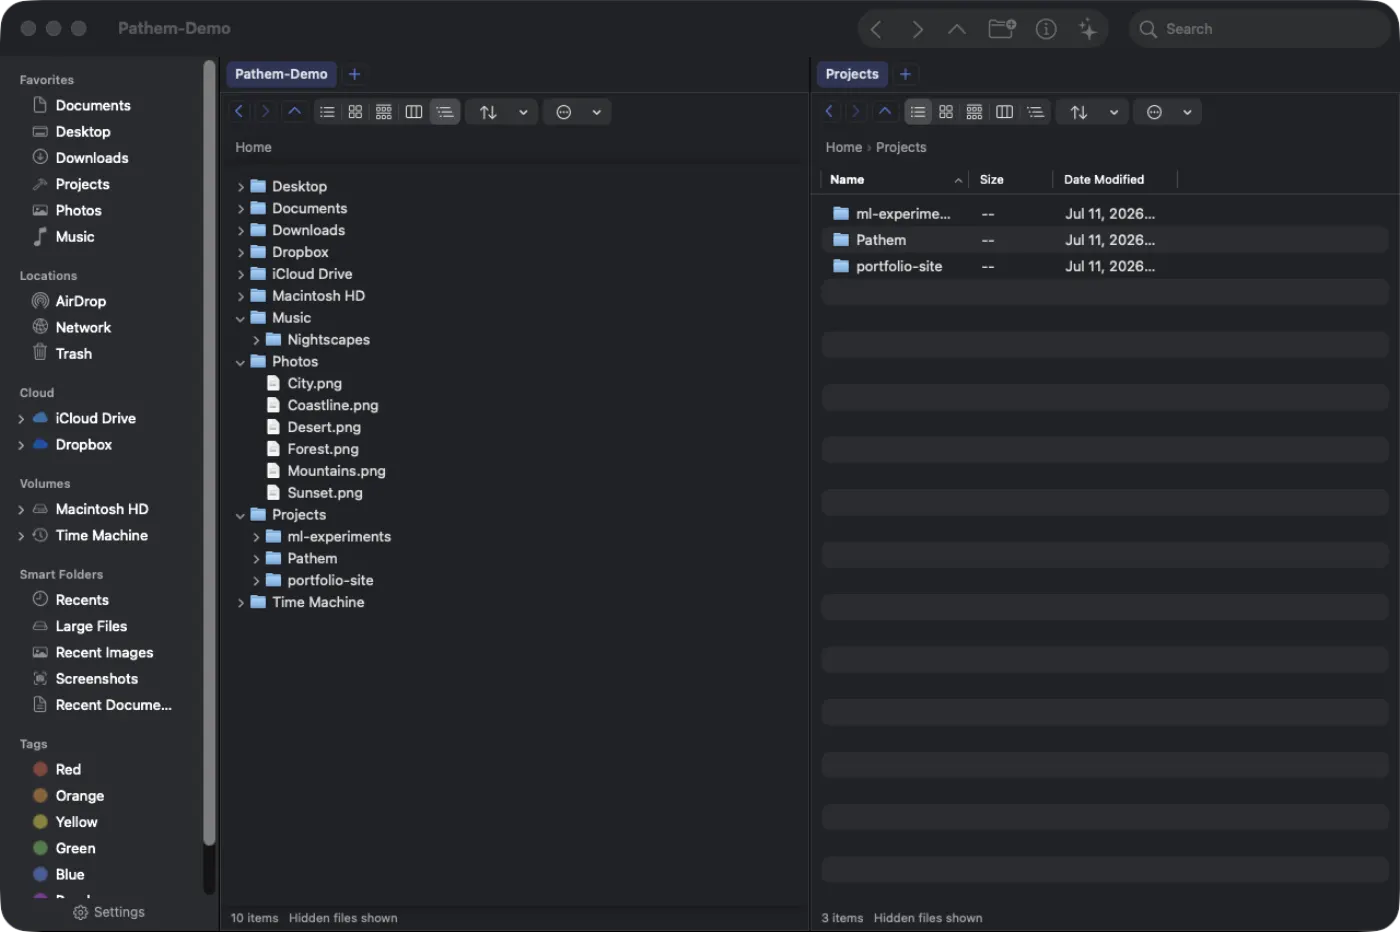 Pathem-Demo
Search
Favorites
Documents
Desktop
Downloads
Projects
Photos
Music
Locations
AirDrop
Network
Trash
Cloud
iCloud Drive
Dropbox
Volumes
Macintosh HD
Time Machine
Smart Folders
Recents
Large Files
Recent Images
Screenshots
Recent Docume...
Tags
Red
Orange
Yellow
Green
Blue
Settings
Pathem-Demo +
Home
Desktop
Documents
Downloads
Dropbox
iCloud Drive
Macintosh HD
Music
Nightscapes
Photos
City.png
Coastline.png
Desert.png
Forest.png
Mountains.png
Sunset.png
Projects
ml-experiments
Pathem
portfolio-site
Time Machine
10 items Hidden files shown
Projects +
Home › Projects
Name Size Date Modified
ml-experime... -- Jul 11, 2026...
Pathem -- Jul 11, 2026...
portfolio-site -- Jul 11, 2026...
3 items Hidden files shown